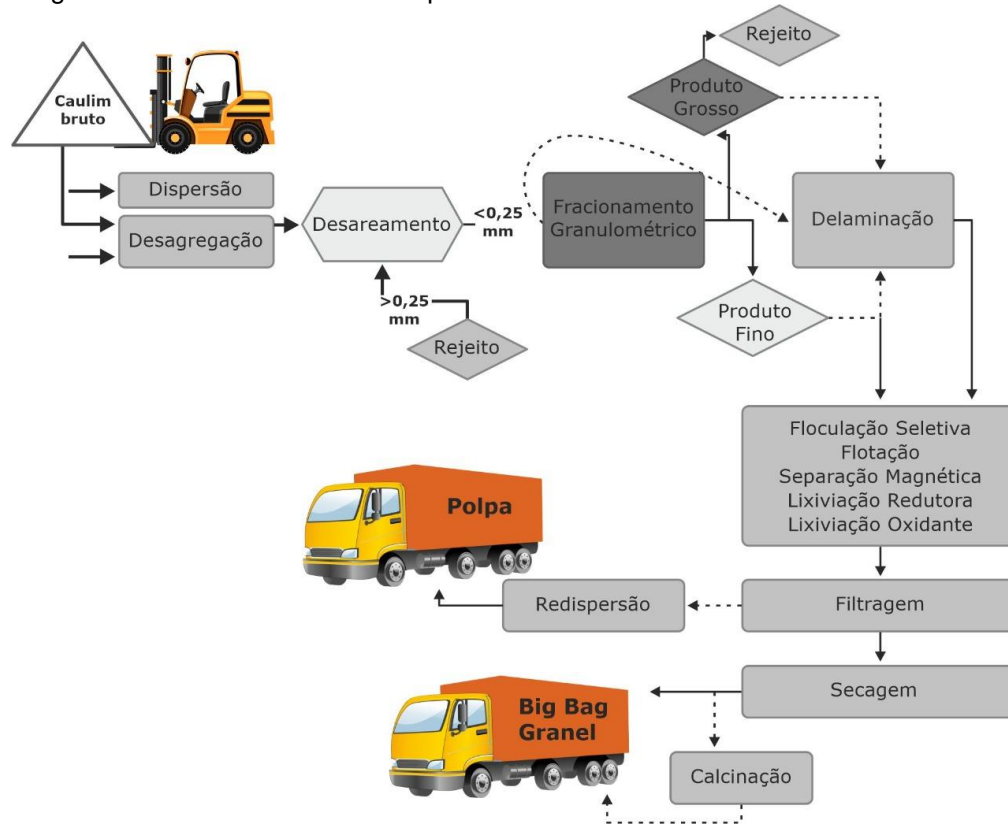 Rejeito
Produto
Grosso
Caulim
bruto
Dispersão
Desagregação
Desareamento
<0,25
mm
Fracionamento
Granulométrico
Delaminação
>0,25
mm
Rejeito
Produto
Fino
Floculação Seletiva
Flotação
Separação Magnética
Lixiviação Redutora
Lixiviação Oxidante
Polpa
Redispersão
Filtragem
Secagem
Big Bag
Granel
Calcinação